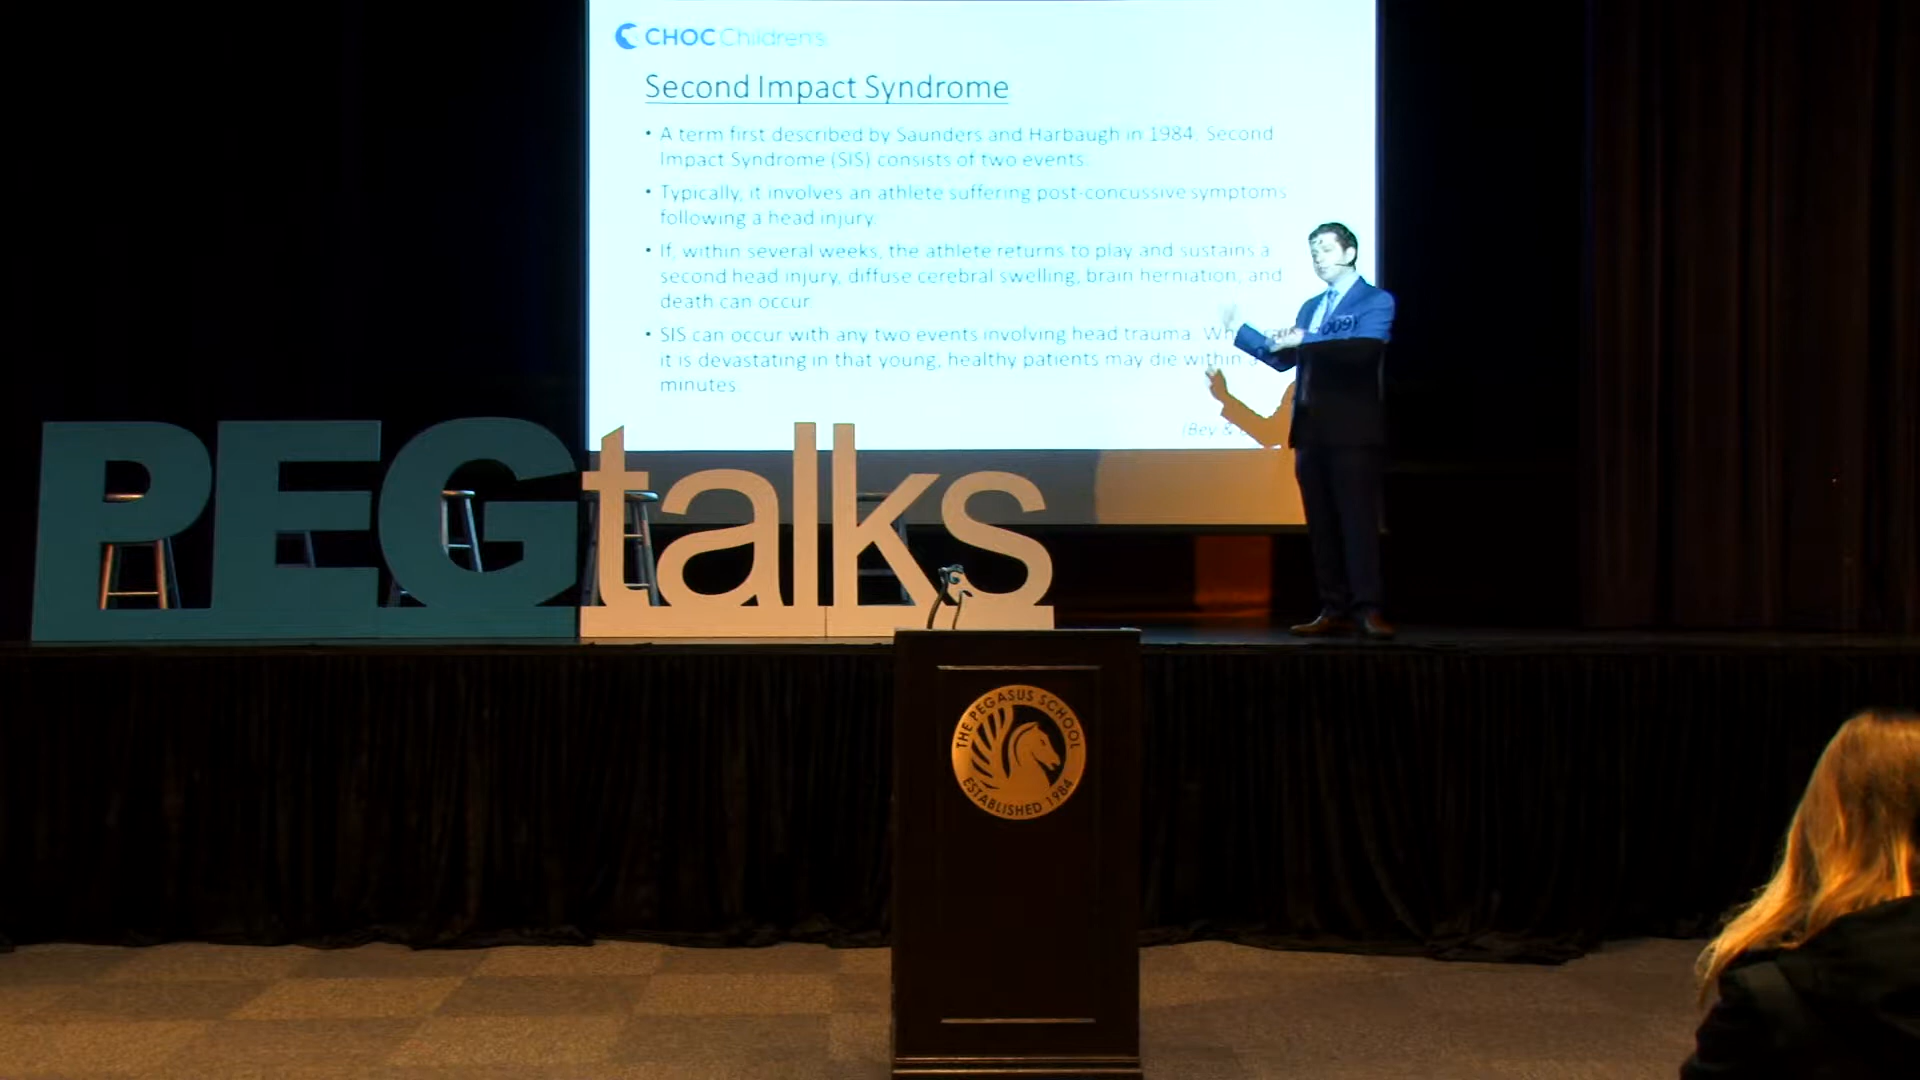 CHOC Children's
Second Impact Syndrome
• A term first described by Saunders and Harbaugh in 1984. Second
Impact Syndrome (SIS) consists of two events.
• Typically, it involves an athlete suffering post-concussive symptoms
following a head injury.
• If, within several weeks, the athlete returns to play and sustains a
second head injury, diffuse cerebral swelling, brain herniation, and
death can occur
• SIS can occur with any two events involving head trauma.
it is devastating in that young, healthy patients may die within
minutes.
(Bey &
PEGtalks
THE PEGASUS SCHOOL
ESTABLISHED 1984